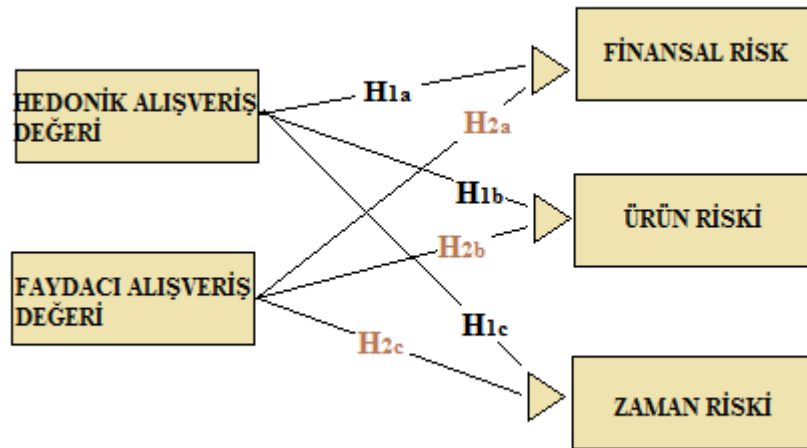 HEDONİK ALIŞVERİŞ
DEĞERİ
FAYDACI ALIŞVERİŞ
DEĞERİ
H1a
H2a
H1b
H2b
H1c
H2c
FİNANSAL RİSK
ÜRÜN RİSKİ
ZAMAN RİSKİ